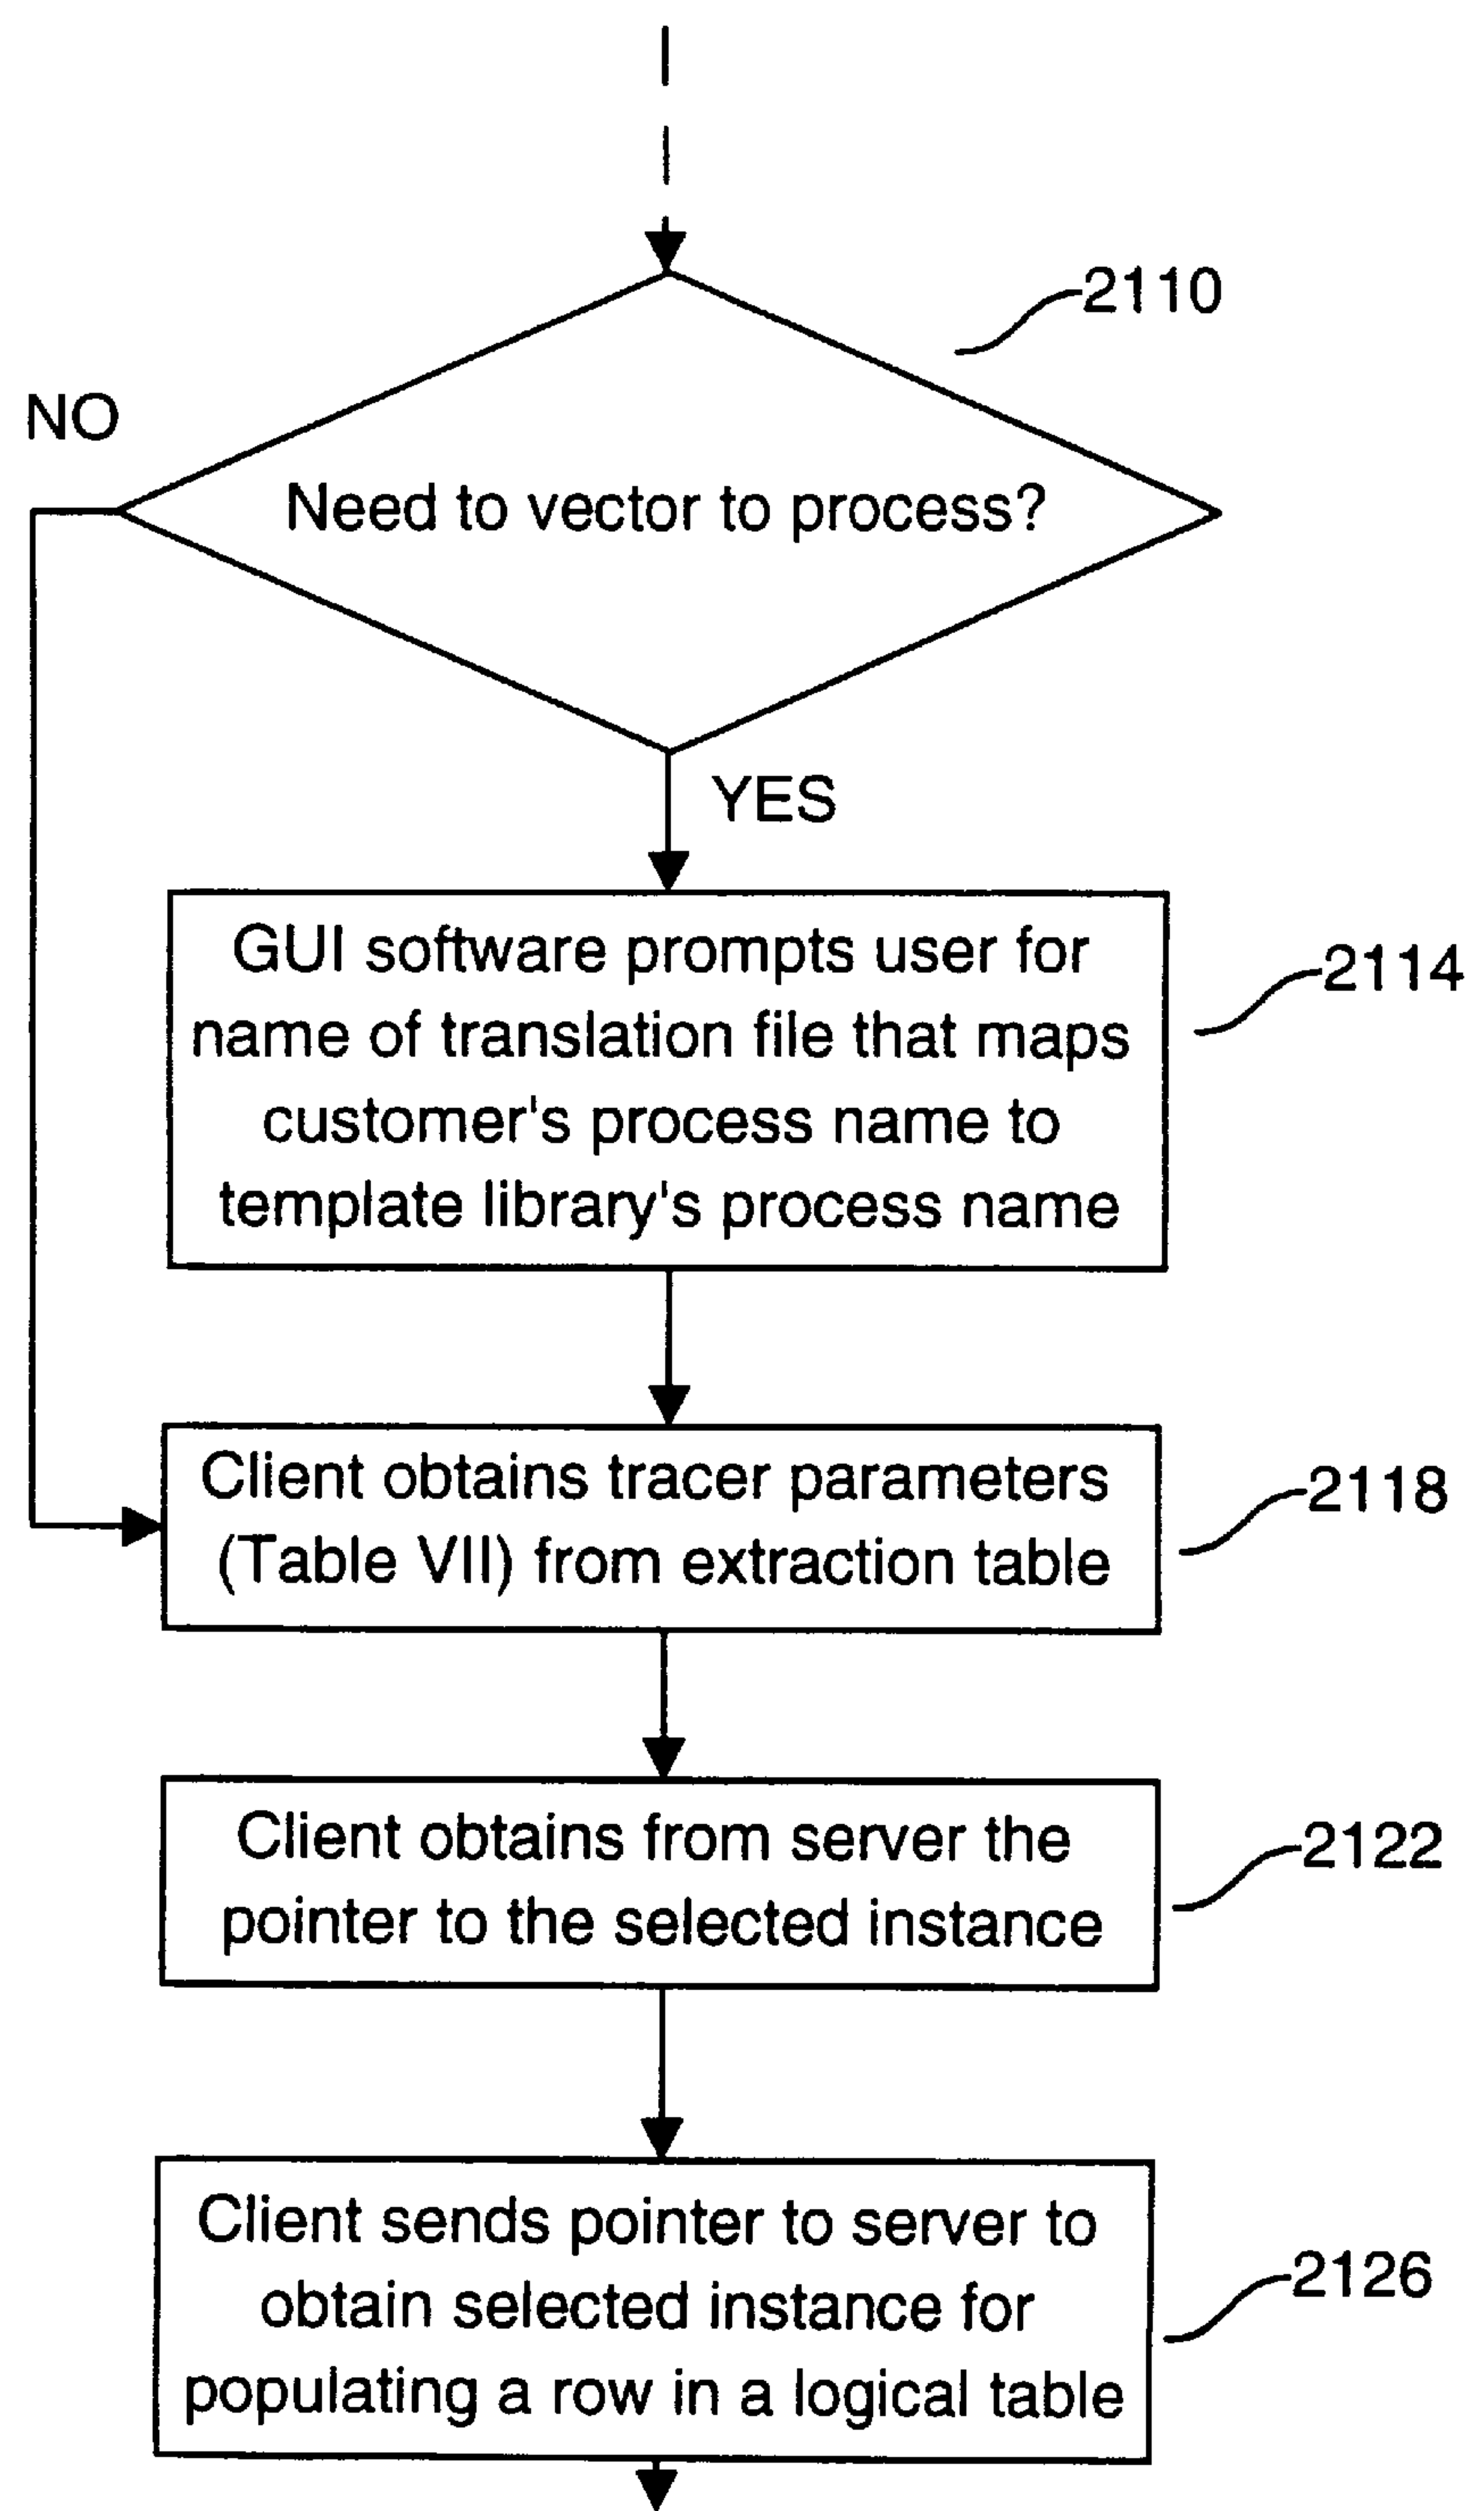 2110
NO
Need to vector to process?
YES
GUI software prompts user for
name of translation file that maps
customer's process name to
template library's process name
2114
Client obtains tracer parameters
(Table VII) from extraction table
2118
Client obtains from server the
pointer to the selected instance
2122
Client sends pointer to server to
obtain selected instance for
populating a row in a logical table
2126